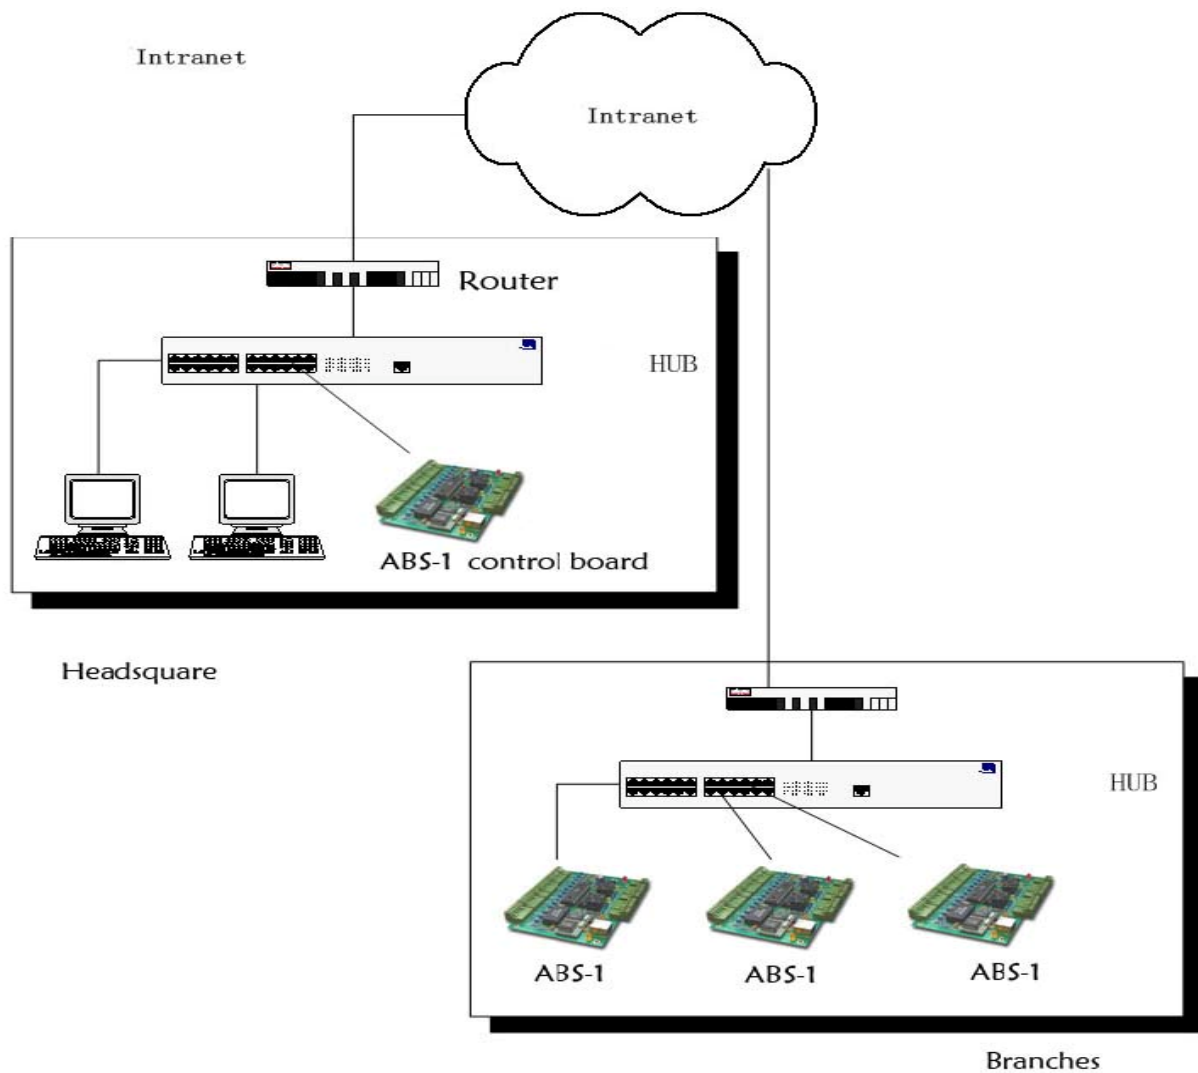 Intranet
Intranet
Router
HUB
ABS-1 control board
Headsquare
HUB
ABS-1
ABS-1
ABS-1
Branches